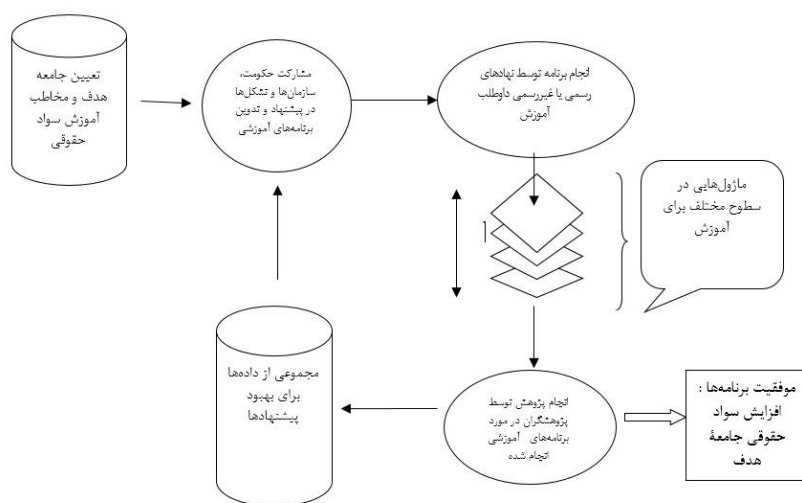 تعیین جامعه
هدف و مخاطب
آموزش سواد
حقوقی
مشارکت حکومت،
سازمان‌ها و تشکل‌ها
در پیشنهاد و تدوین
برنامه‌های آموزشی
انجام برنامه توسط نهادهای
رسمی یا غیررسمی داوطلب
آموزش
ماژول‌هایی در
سطوح مختلف برای
آموزش
انجام پژوهش توسط
پژوهشگران در مورد
برنامه‌های آموزشی
انجام شده
مجموعی از داده‌ها
برای بهبود
پیشنهادها
موفقیت برنامه‌ها :
افزایش سواد
حقوقی جامعۀ
هدف